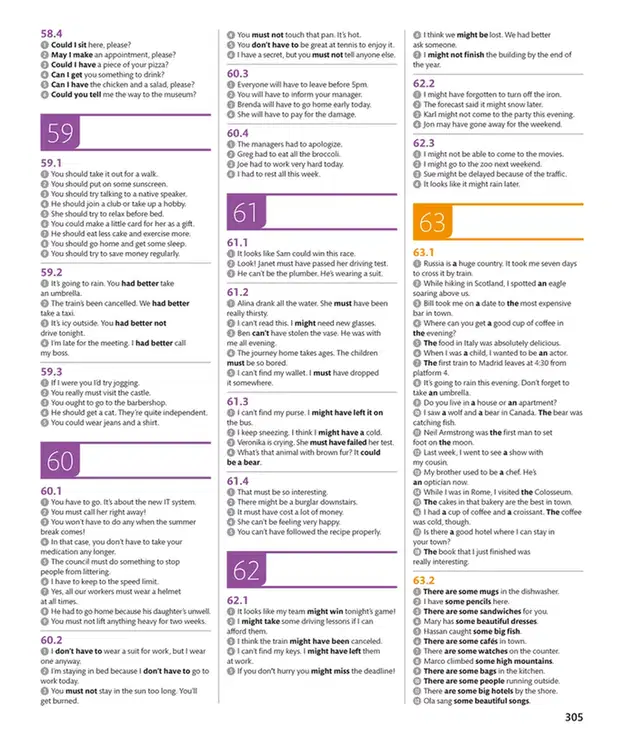 58.4
1 Could I sit here, please?
2 May I make an appointment, please?
3 Could I have a piece of your pizza?
4 Can I get you something to drink?
5 Can I have the chicken and a salad, please?
6 Could you tell me the way to the museum?
59
59.1
1 You should take it out for a walk.
2 You should put on some sunscreen.
3 You should try talking to a native speaker.
4 He should join a club or take up a hobby.
5 She should try to relax before bed.
6 You could make a little card for her as a gift.
7 He should eat less cake and exercise more.
8 You should go home and get some sleep.
9 You should try to save money regularly.
59.2
1 It's going to rain. You had better take
an umbrella.
2 The train's been cancelled. We had better
take a taxi.
3 It's icy outside. You had better not
drive tonight.
4 I'm late for the meeting. I had better call
my boss.
59.3
1 If I were you I'd try jogging.
2 You really must visit the castle.
3 You ought to go to the barbershop.
4 He should get a cat. They're quite independent.
5 You could wear jeans and a shirt.
60
60.1
1 You have to go. It's about the new IT system.
2 You must call her right away!
3 You won't have to do any when the summer
break comes!
4 In that case, you don't have to take your
medication any longer.
5 The council must do something to stop
people from littering.
6 I have to keep to the speed limit.
7 Yes, all our workers must wear a helmet
at all times.
8 He had to go home because his daughter's unwell.
9 You must not lift anything heavy for two weeks.
60.2
1 I don't have to wear a suit for work, but I wear
one anyway.
2 I'm staying in bed because I don't have to go to
work today.
3 You must not stay in the sun too long. You'll
get burned.
4 You must not touch that pan. It's hot.
5 You don't have to be great at tennis to enjoy it.
6 I have a secret, but you must not tell anyone else.
60.3
1 Everyone will have to leave before 5pm.
2 You will have to inform your manager.
3 Brenda will have to go home early today.
4 She will have to pay for the damage.
60.4
1 The managers had to apologize.
2 Greg had to eat all the broccoli.
3 Joe had to work very hard today.
4 I had to rest all this week.
61
61.1
1 It looks like Sam could win this race.
2 Look! Janet must have passed her driving test.
3 He can't be the plumber. He's wearing a suit.
61.2
1 Alina drank all the water. She must have been
really thirsty.
2 I can't read this. I might need new glasses.
3 Ben can't have stolen the vase. He was with
me all evening.
4 The journey home takes ages. The children
must be so bored.
5 I can't find my wallet. I must have dropped
it somewhere.
61.3
1 I can't find my purse. I might have left it on
the bus.
2 I keep sneezing. I think I might have a cold.
3 Veronika is crying. She must have failed her test.
4 What's that animal with brown fur? It could
be a bear.
61.4
1 That must be so interesting.
2 There might be a burglar downstairs.
3 It must have cost a lot of money.
4 She can't be feeling very happy.
5 You can't have followed the recipe properly.
62
62.1
1 It looks like my team might win tonight's game!
2 I might take some driving lessons if I can
afford them.
3 I think the train might have been canceled.
4 I can't find my keys. I might have left them
at work.
5 If you don't hurry you might miss the deadline!
6 I think we might be lost. We had better
ask someone.
7 I might not finish the building by the end of
the year.
62.2
1 I might have forgotten to turn off the iron.
2 The forecast said it might snow later.
3 Karl might not come to the party this evening.
4 Jon may have gone away for the weekend.
62.3
1 I might not be able to come to the movies.
2 I might go to the zoo next weekend.
3 Sue might be delayed because of the traffic.
4 It looks like it might rain later.
63
63.1
1 Russia is a huge country. It took me seven days
to cross it by train.
2 While hiking in Scotland, I spotted an eagle
soaring above us.
3 Bill took me on a date to the most expensive
bar in town.
4 Where can you get a good cup of coffee in
the evening?
5 The food in Italy was absolutely delicious.
6 When I was a child, I wanted to be an actor.
7 The first train to Madrid leaves at 4:30 from
platform 4.
8 It's going to rain this evening. Don't forget to
take an umbrella.
9 Do you live in a house or an apartment?
10 I saw a wolf and a bear in Canada. The bear was
catching fish.
11 Neil Armstrong was the first man to set
foot on the moon.
12 Last week, I went to see a show with
my cousin.
13 My brother used to be a chef. He's
an optician now.
14 While I was in Rome, I visited the Colosseum.
15 The cakes in that bakery are the best in town.
16 I had a cup of coffee and a croissant. The coffee
was cold, though.
17 Is there a good hotel where I can stay in
your town?
18 The book that I just finished was
really interesting.
63.2
1 There are some mugs in the dishwasher.
2 I have some pencils here.
3 There are some sandwiches for you.
4 Mary has some beautiful dresses.
5 Hassan caught some big fish.
6 There are some cafés in town.
7 There are some watches on the counter.
8 Marco climbed some high mountains.
9 There are some bags in the kitchen.
10 There are some people running outside.
11 There are some big hotels by the shore.
12 Ola sang some beautiful songs.
305